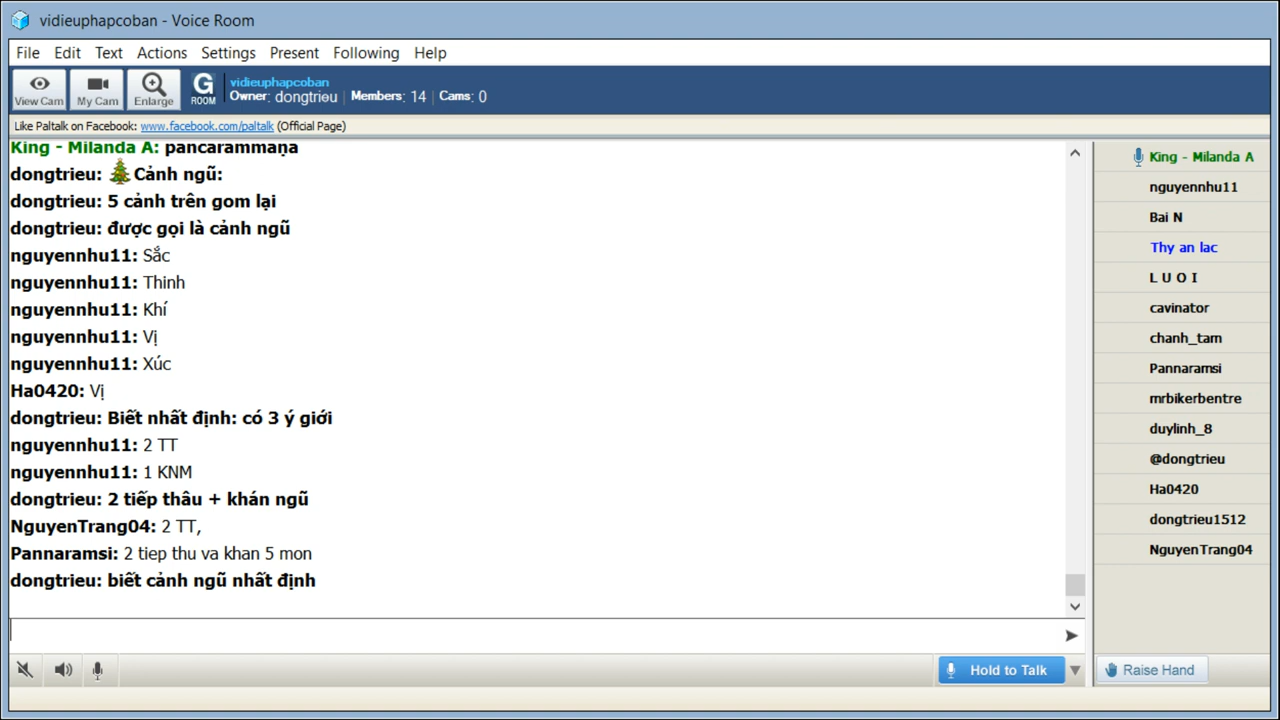 vidieuphapcoban - Voice Room
File Edit Text Actions Settings Present Following Help
View Cam My Cam Enlarge G ROOM
vidieuphapcoban
Owner: dongtrieu | Members: 14 | Cams: 0
Like Paltalk on Facebook: www.facebook.com/paltalk (Official Page)
King - Milanda A: pañcārammaṇa
dongtrieu: Cảnh ngũ:
dongtrieu: 5 cảnh trên gom lại
dongtrieu: được gọi là cảnh ngũ
nguyennhu11: Sắc
nguyennhu11: Thinh
nguyennhu11: Khí
nguyennhu11: Vị
nguyennhu11: Xúc
Ha0420: Vị
dongtrieu: Biết nhất định: có 3 ý giới
nguyennhu11: 2 TT
nguyennhu11: 1 KNM
dongtrieu: 2 tiếp thâu + khán ngũ
NguyenTrang04: 2 TT,
Pannaramsi: 2 tiep thu va khan 5 mon
dongtrieu: biết cảnh ngũ nhất định
King - Milanda A
nguyennhu11
Bai N
Thy an lac
L U O I
cavinator
chanh_tam
Pannaramsi
mrbikerbentre
duylinh_8
@dongtrieu
Ha0420
dongtrieu1512
NguyenTrang04
Hold to Talk
Raise Hand